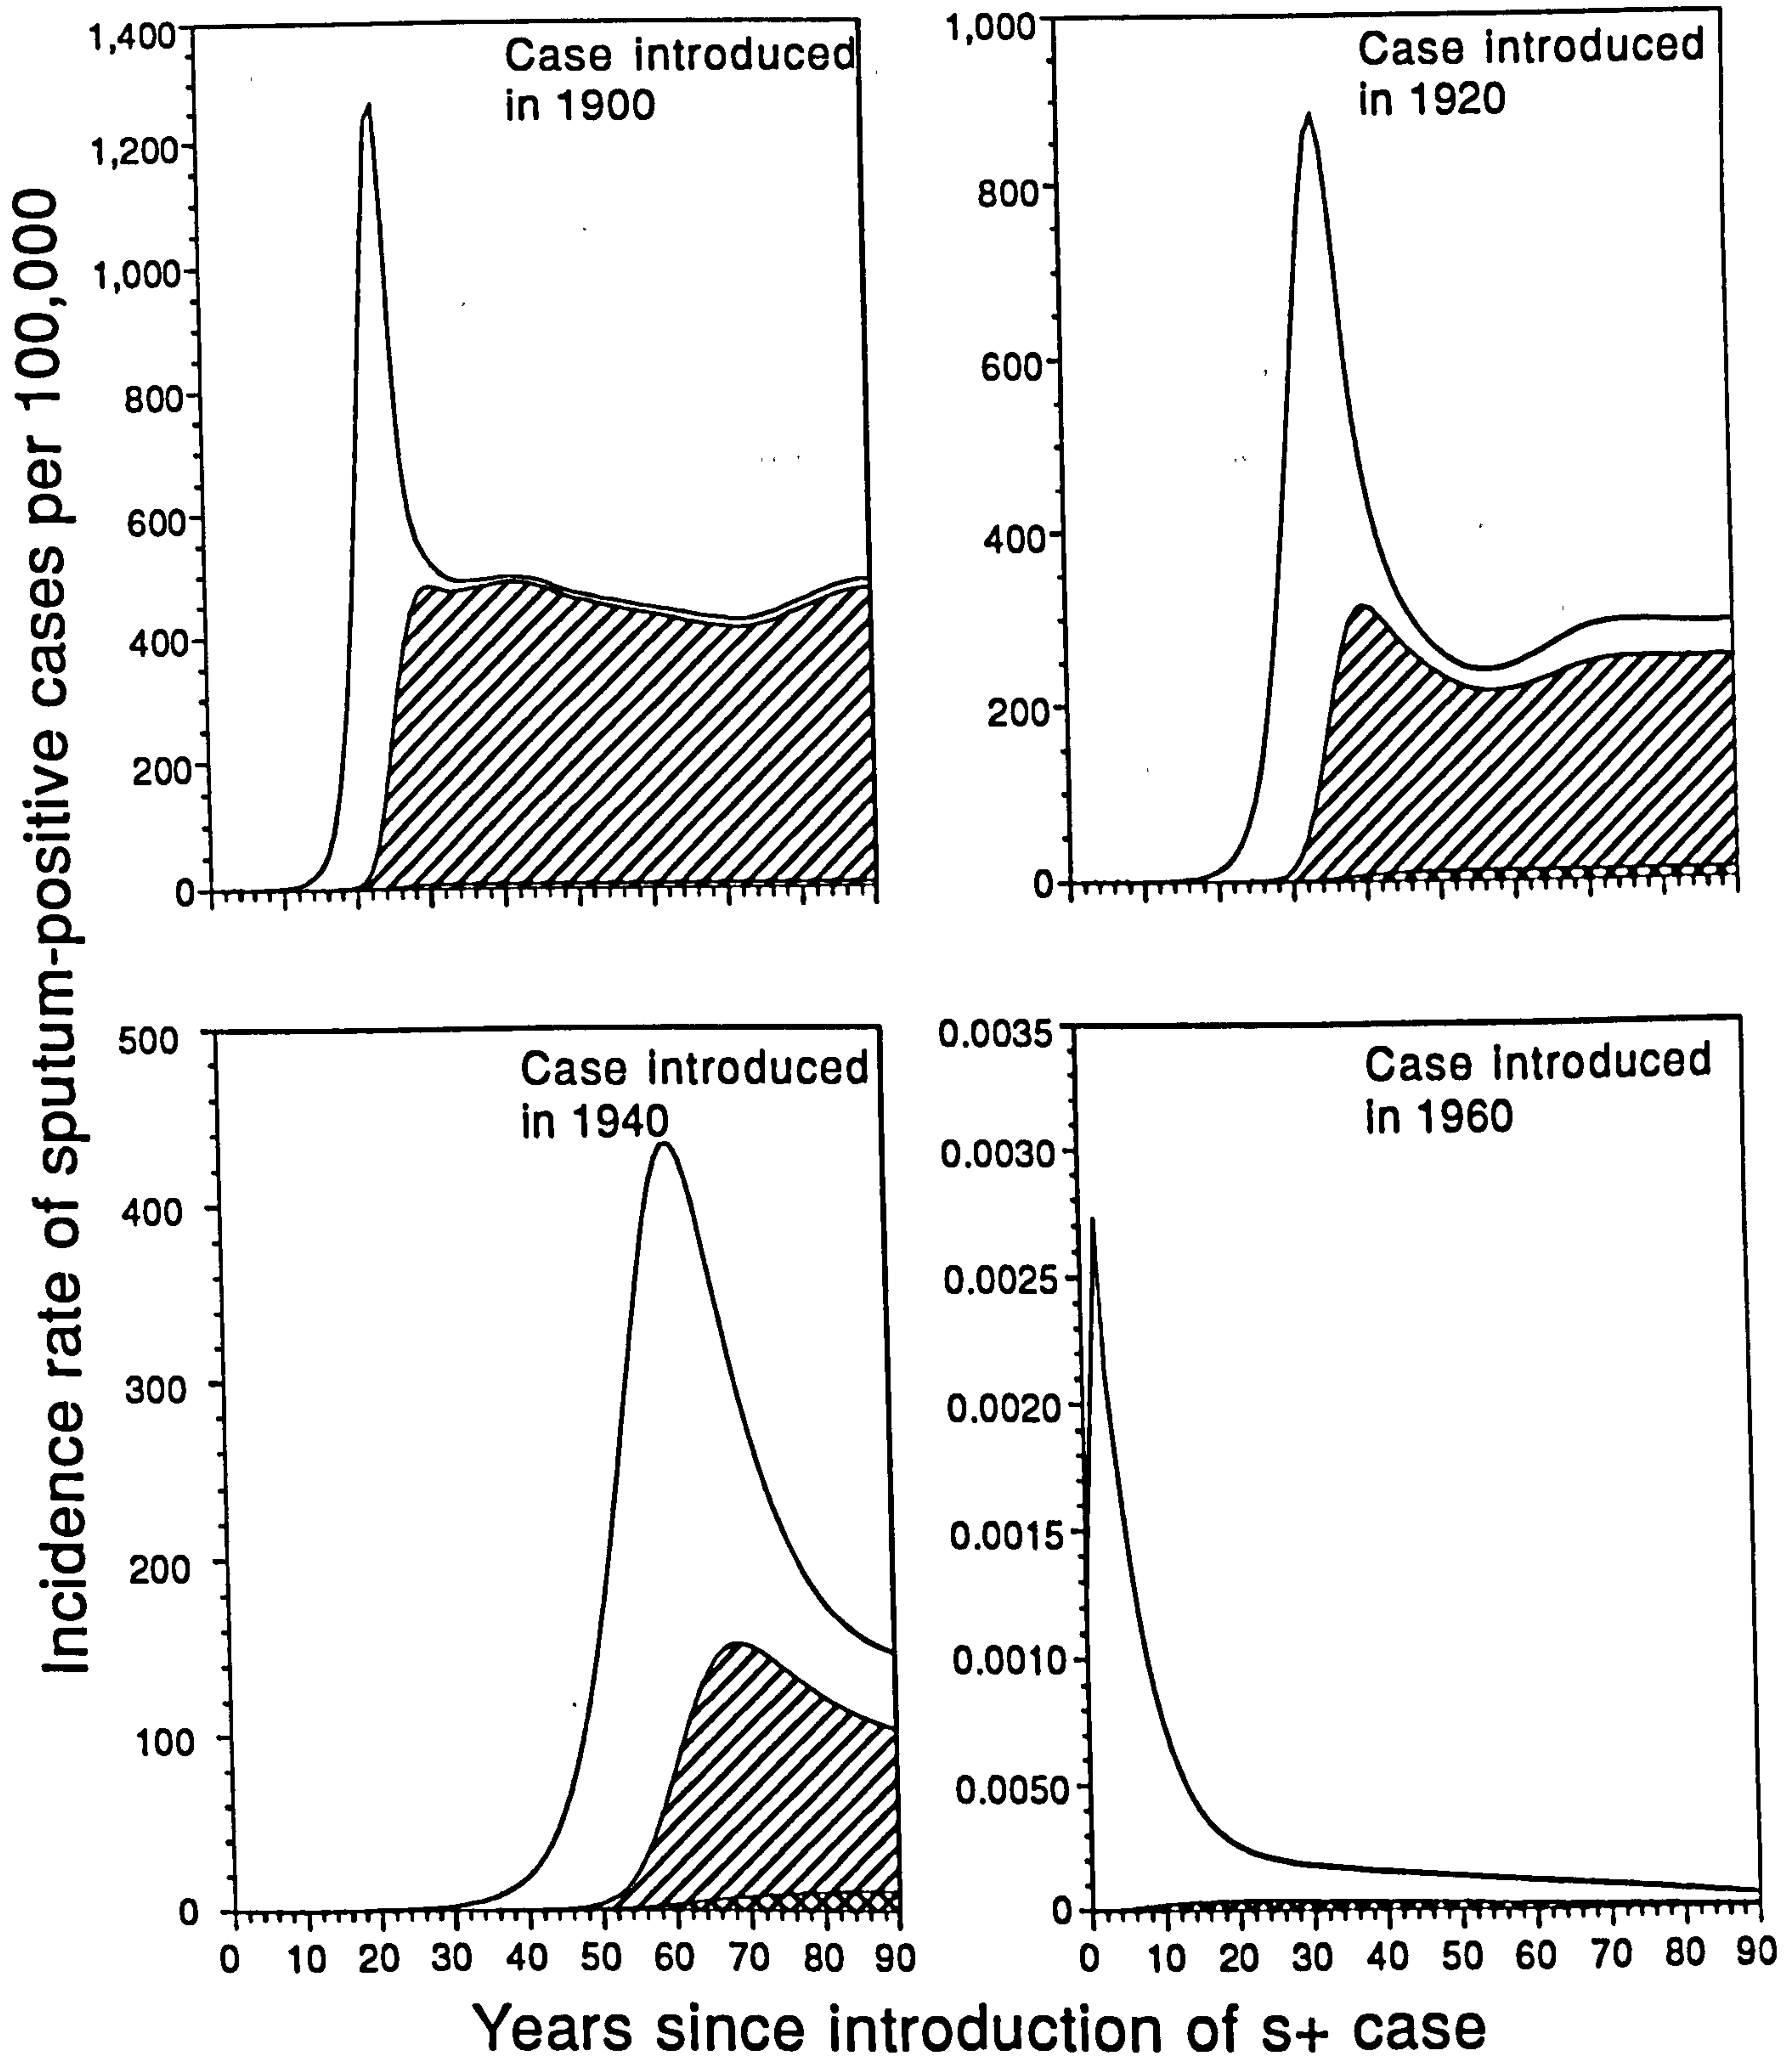 Incidence rate of sputum-positive cases per 100,000
Case introduced
in 1900
1,400
1,200
1,000
800
600
400
200
0
Case introduced
in 1920
1,000
800
600
400
200
0
Case introduced
in 1940
500
400
300
200
100
0
0 10 20 30 40 50 60 70 80 90
Case introduced
in 1960
0.0035
0.0030
0.0025
0.0020
0.0015
0.0010
0.0050
0
0 10 20 30 40 50 60 70 80 90
Years since introduction of s+ case